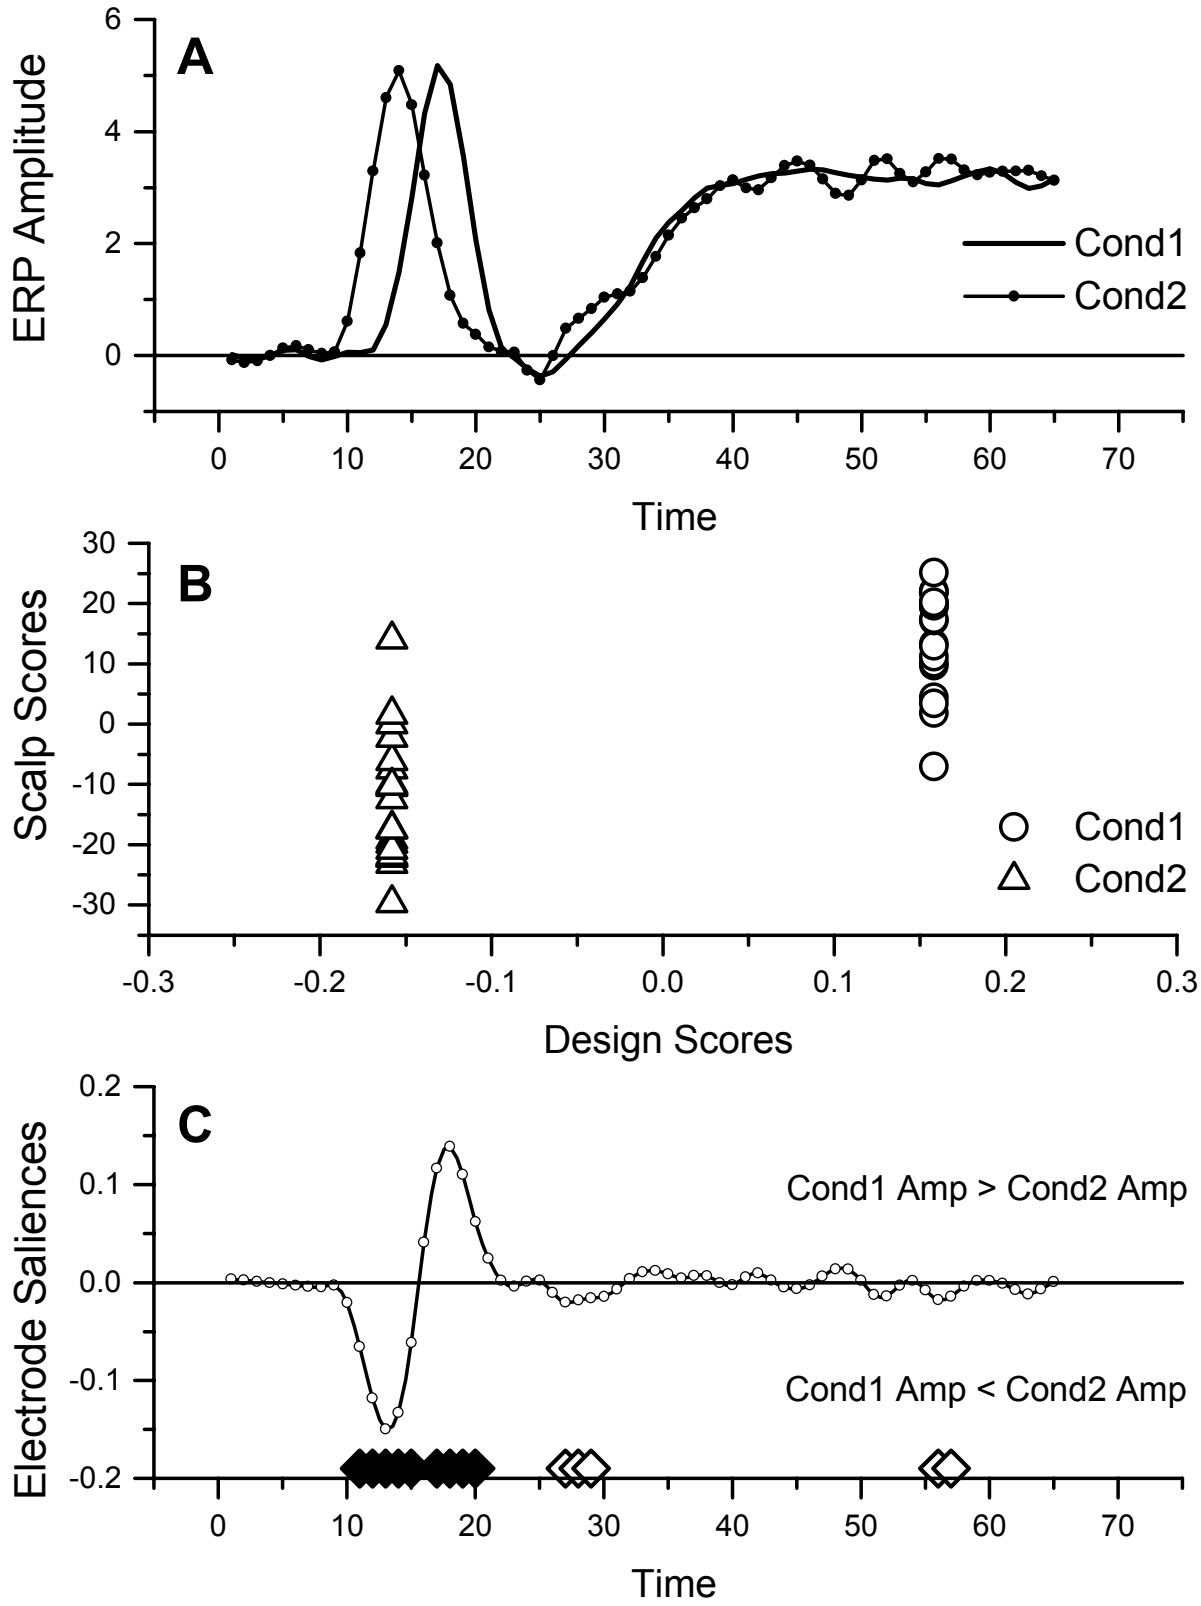 A
ERP Amplitude
6
4
2
0
Cond1
Cond2
0 10 20 30 40 50 60 70
Time
B
Scalp Scores
30
20
10
0
-10
-20
-30
Cond1
Cond2
-0.3 -0.2 -0.1 0.0 0.1 0.2 0.3
Design Scores
C
Electrode Saliences
0.2
0.1
0.0
-0.1
-0.2
Cond1 Amp > Cond2 Amp
Cond1 Amp < Cond2 Amp
0 10 20 30 40 50 60 70
Time